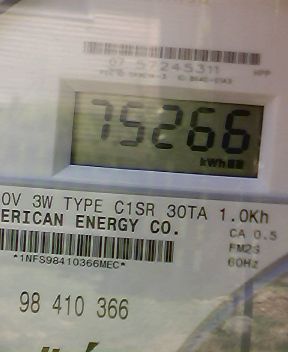 07 57245311 HPP
75266
kWh
0V 3W TYPE C1SR 30TA 1.0Kh
ERICAN ENERGY CO.
CA 0.5
FM2S
60Hz
*1NFS98410366MEC*
98 410 366